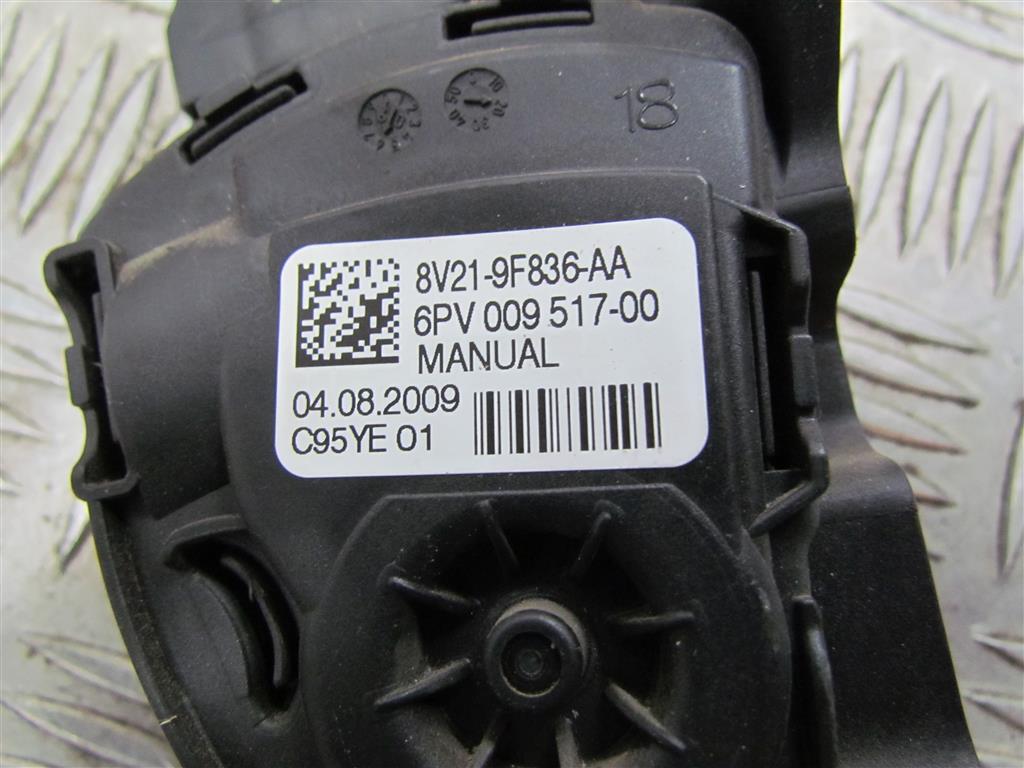 18
8V21-9F836-AA
6PV 009 517-00
MANUAL
04.08.2009
C95YE 01